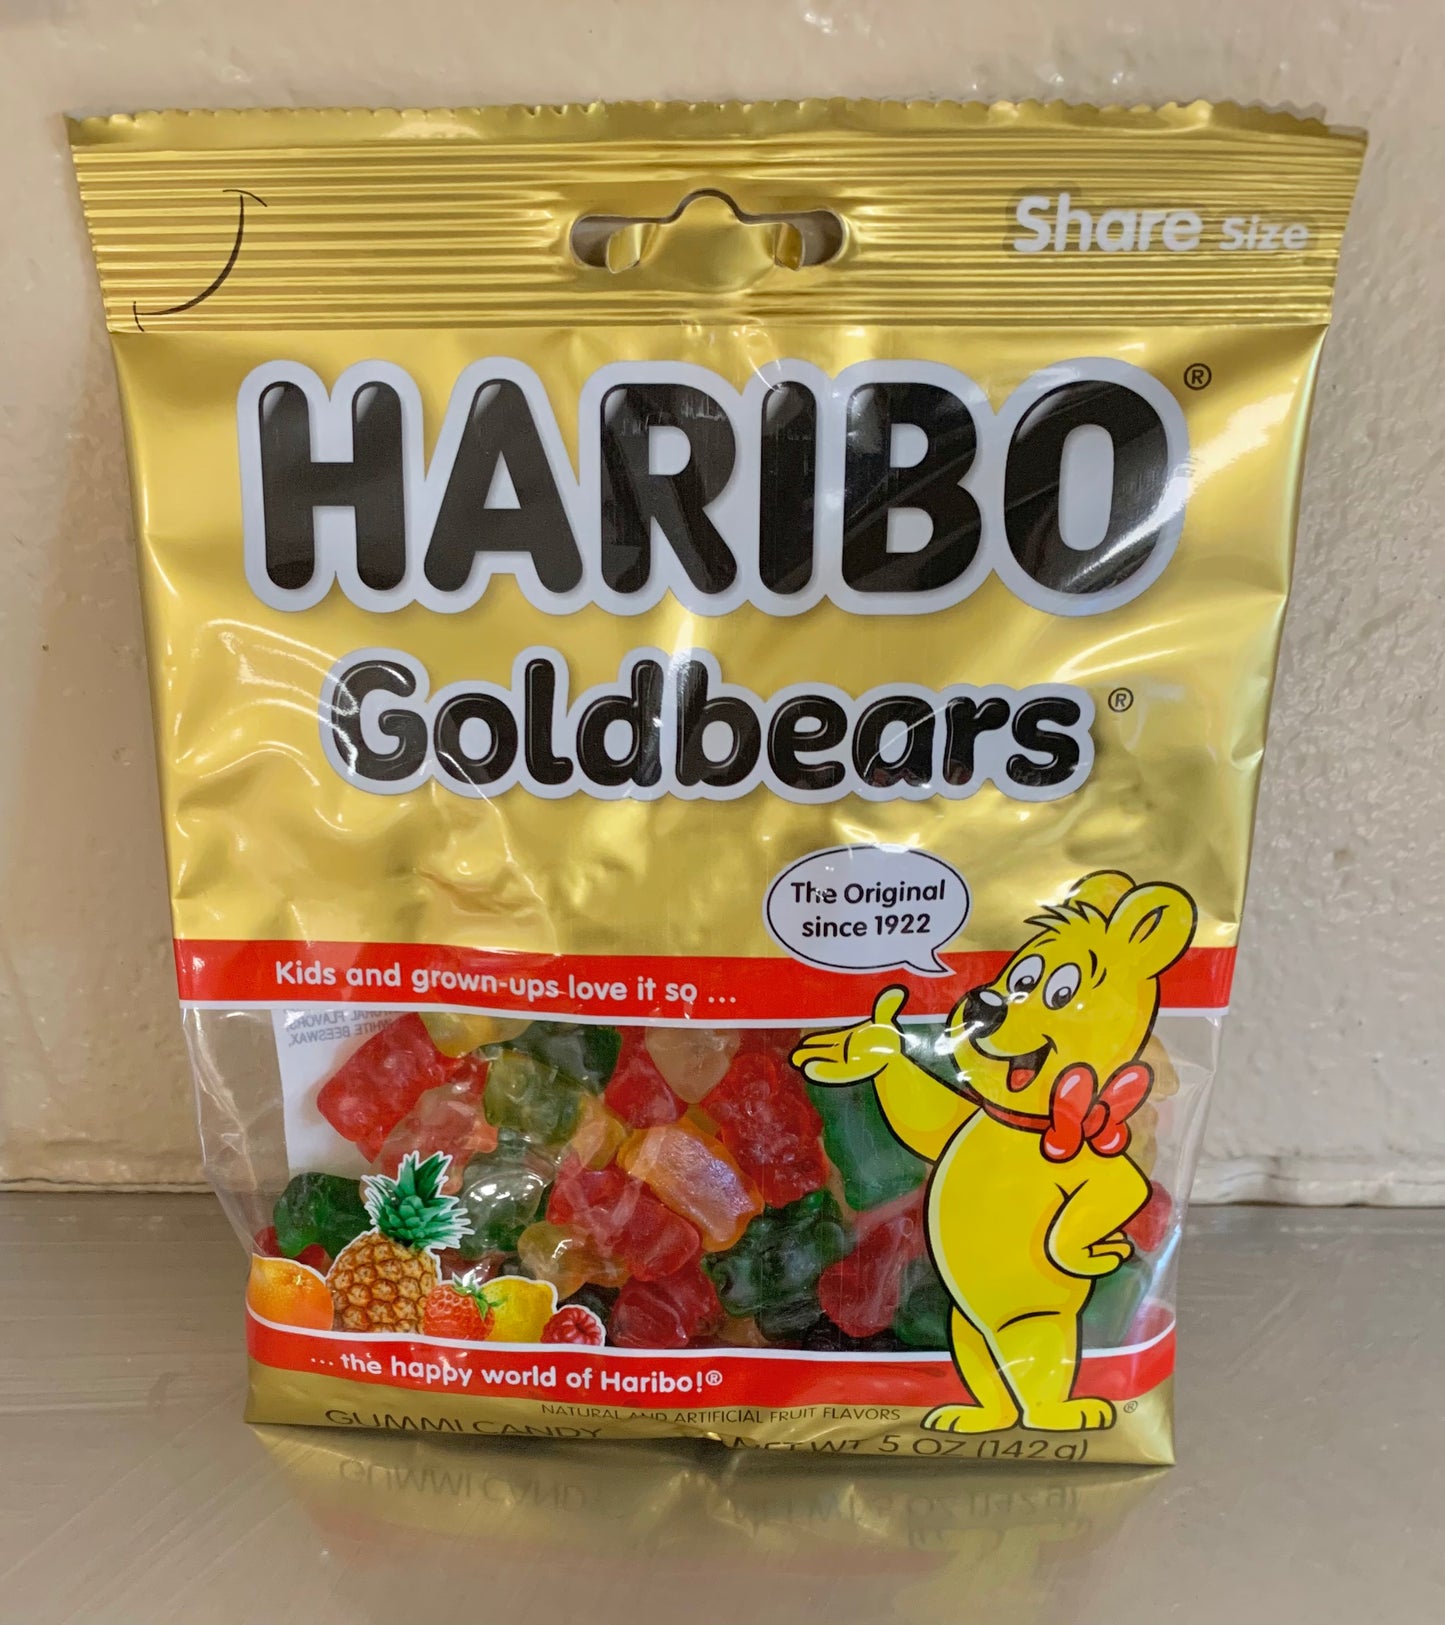 Share Size
HARIBO®
Goldbears®
The Original
since 1922
Kids and grown-ups love it so ...
... the happy world of Haribo!®
NATURAL AND ARTIFICIAL FRUIT FLAVORS
GUMMI CANDY NET WT 5 OZ (142 g)
®